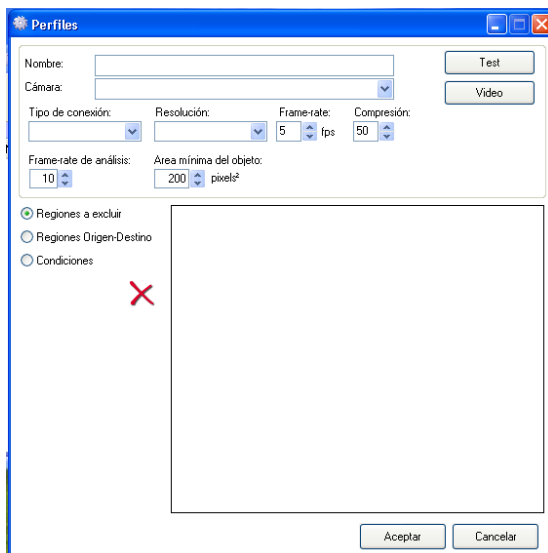 Perfiles
Nombre:
Test
Cámara:
Video
Tipo de conexión: Resolución: Frame-rate: Compresión:
5 fps 50
Frame-rate de análisis: Area mínima del objeto:
10 200 pixels²
Regiones a excluir
Regiones Origen-Destino
Condiciones
Aceptar Cancelar